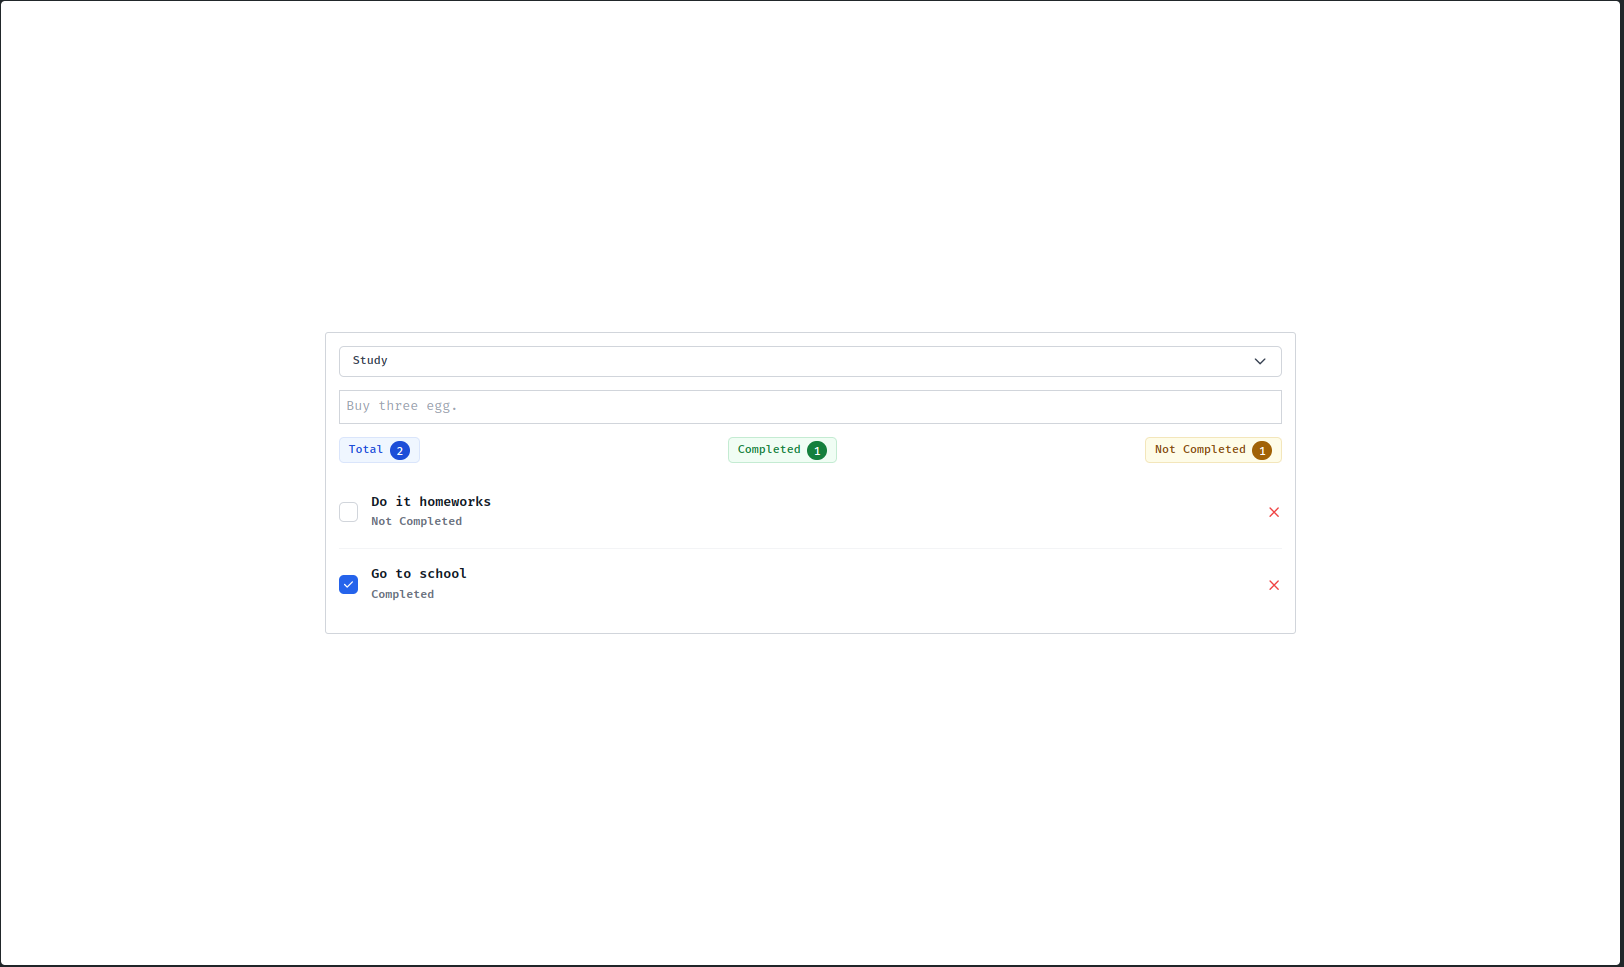 Study
Buy three egg.
Total 2
Completed 1
Not Completed 1
Do it homeworks
Not Completed
Go to school
Completed